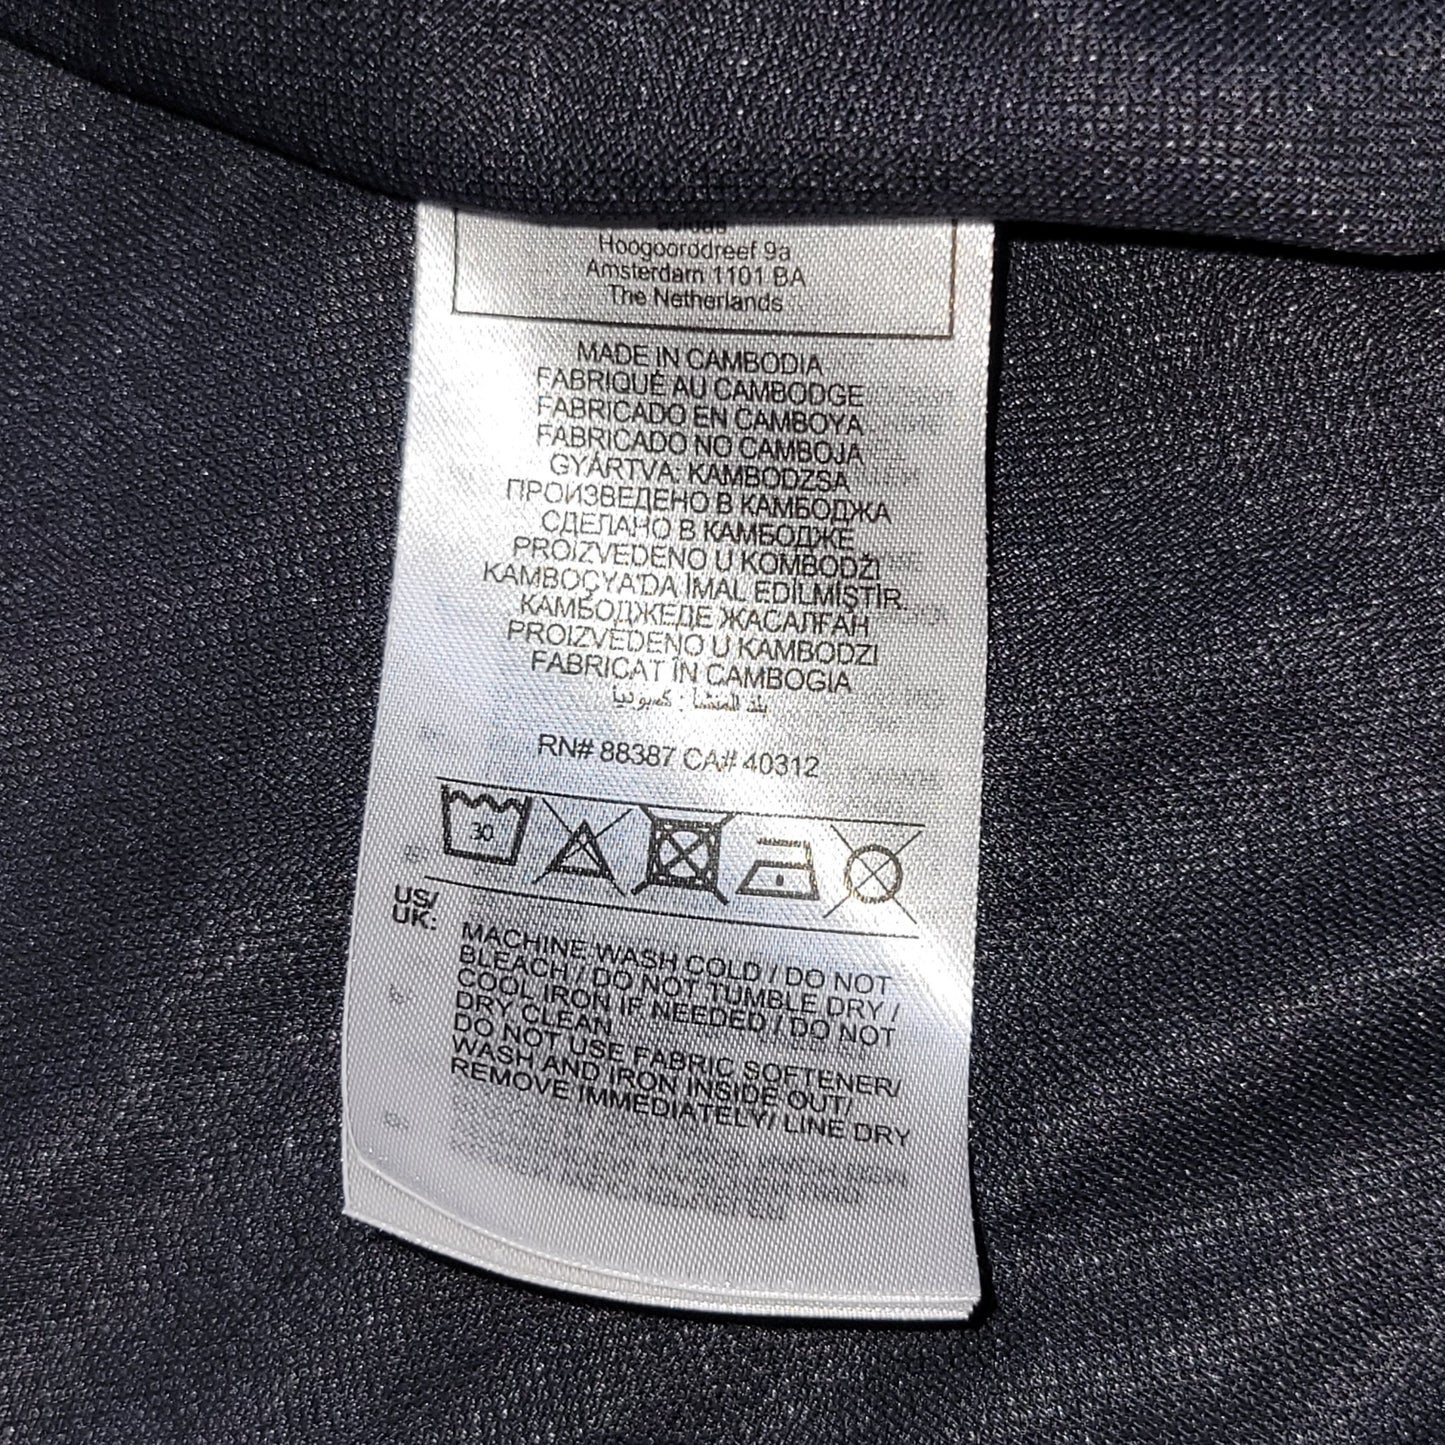 Hoogoorddreef 9a
Amsterdam 1101 BA
The Netherlands
MADE IN CAMBODIA
FABRIQUÉ AU CAMBODGE
FABRICADO EN CAMBOYA
FABRICADO NO CAMBOJA
GYÁRTVA: KAMBODZSA
ПРОИЗВЕДЕНО В КАМБОДЖА
СДЕЛАНО В КАМБОДЖЕ
PROIZVEDENO U KOMBODŽI
KAMBOÇYA'DA İMAL EDİLMİŞTİR.
КАМБОДЖЕДЕ ЖАСАЛҒАН
PROIZVEDENO U KAMBODZI
FABRICAT ÎN CAMBOGIA
بلد المنشأ: كمبوديا
RN# 88387 CA# 40312
30
US/
UK:
MACHINE WASH COLD / DO NOT
BLEACH / DO NOT TUMBLE DRY /
COOL IRON IF NEEDED / DO NOT
DRY CLEAN
DO NOT USE FABRIC SOFTENER/
WASH AND IRON INSIDE OUT/
REMOVE IMMEDIATELY/ LINE DRY